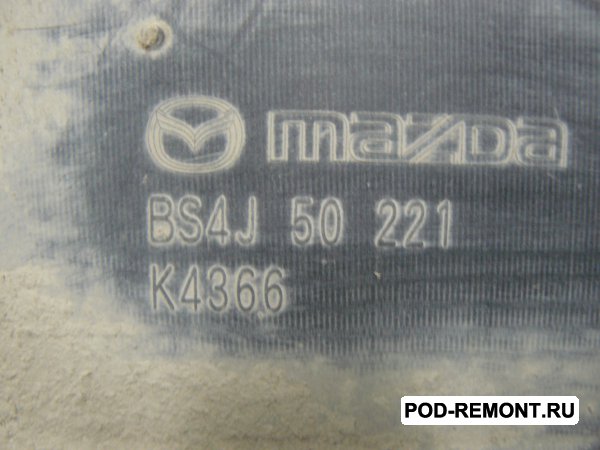 mazda
BS4J 50 221
K4366
POD-REMONT.RU